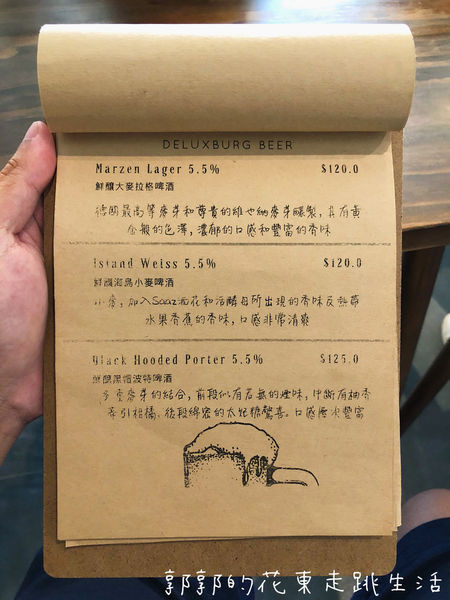 DELUXBURG BEER
Marzen Lager 5.5% $120.0
鮮釀大麥拉格啤酒
德國最高等麥芽和尊貴的維也納麥芽釀製，具有黃
金般的色澤，濃郁的口感和豐富的香味
Island Weiss 5.5% $120.0
鮮釀海島小麥啤酒
小麥，加入Saaz酒花和活酵母所出現的香味反熱帶
水果香蕉的香味，口感非常清爽
Black Hooded Porter 5.5% $125.0
鮮釀黑帽波特啤酒
多重麥芽的結合，前段似有若無的煙味，中斷有柚香
牽引柑橘、後段綿密的太妃糖驚喜。口感層次豐富
郭郭的花東走跳生活